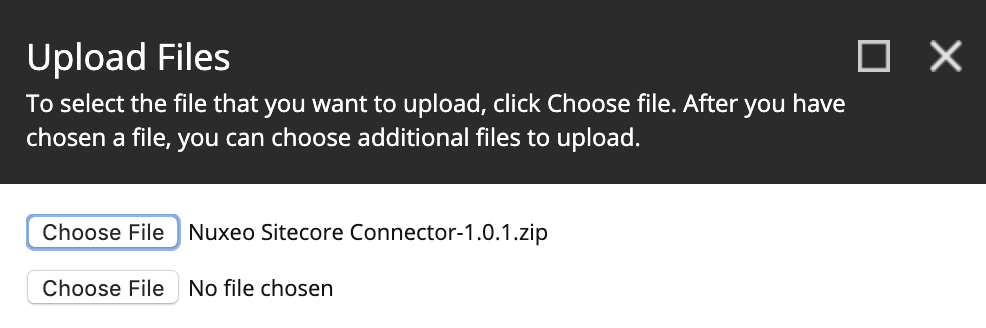 Upload Files
To select the file that you want to upload, click Choose file. After you have
chosen a file, you can choose additional files to upload.
Choose File Nuxeo Sitecore Connector-1.0.1.zip
Choose File No file chosen